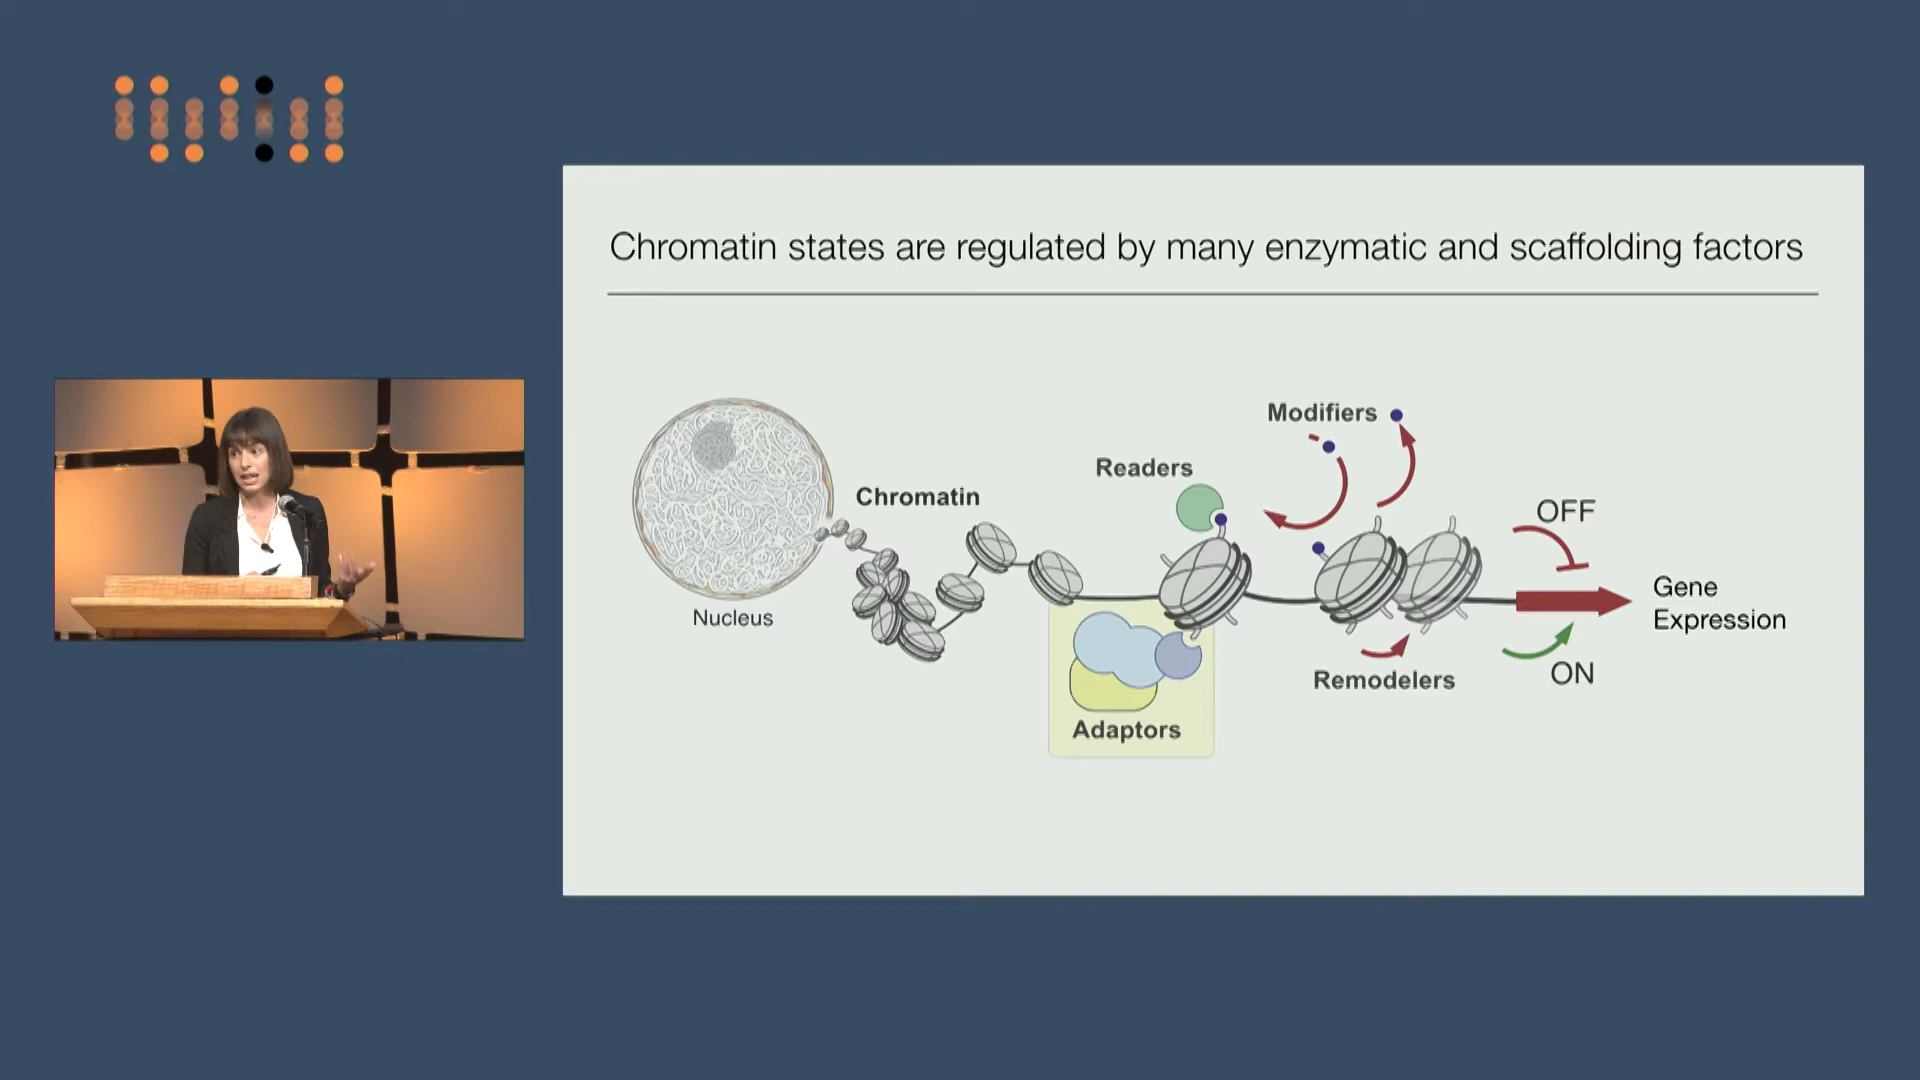 Chromatin states are regulated by many enzymatic and scaffolding factors
Modifiers
Readers
Chromatin
OFF
Gene
Expression
Nucleus
Remodelers
ON
Adaptors